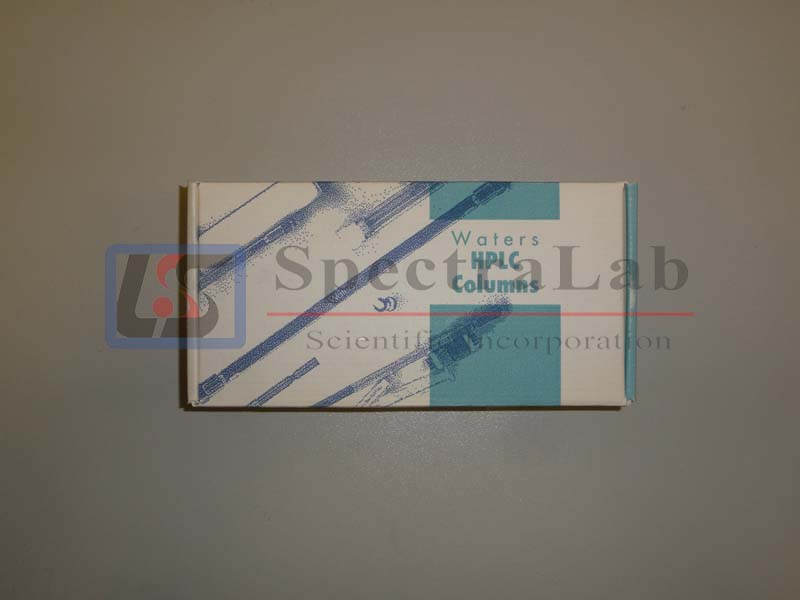 Waters
HPLC
Columns
SpectraLab
Scientific Incorporation